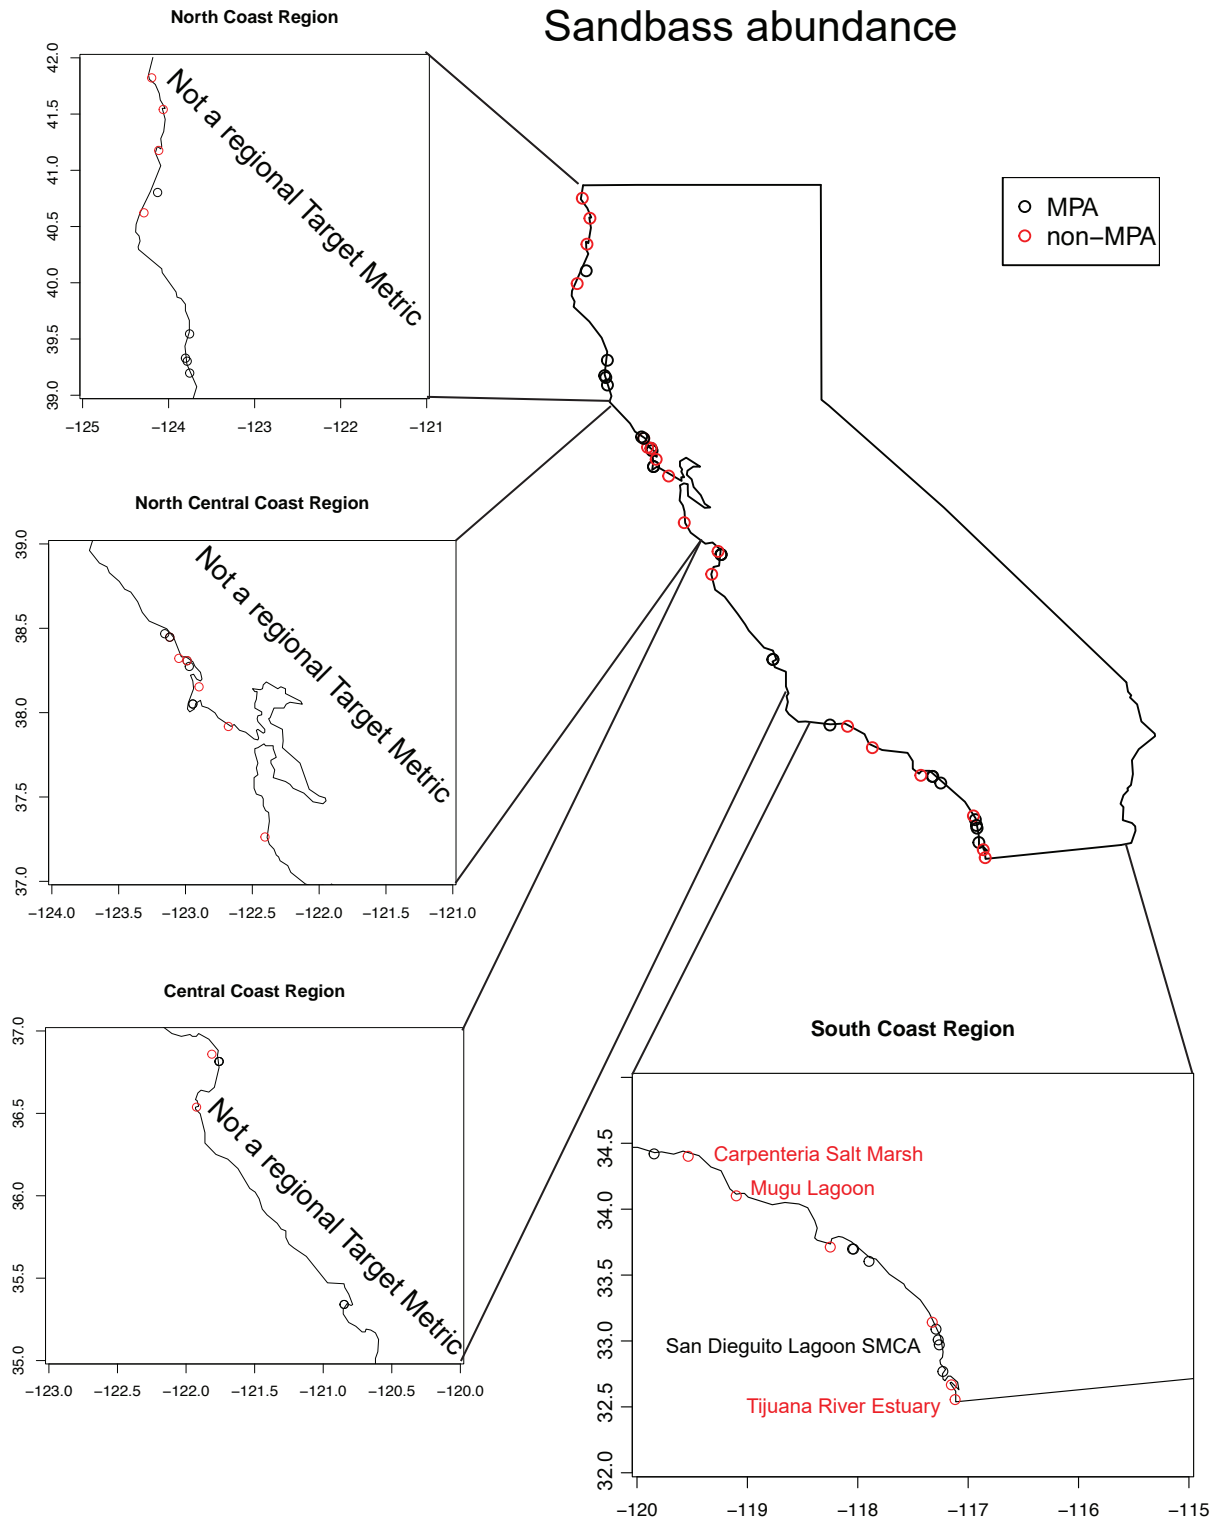 Sandbass abundance
North Coast Region
42.0
41.5
41.0
40.5
40.0
39.5
39.0
−125 −124 −123 −122 −121
Not a regional Target Metric
MPA
non−MPA
North Central Coast Region
39.0
38.5
38.0
37.5
37.0
−124.0 −123.5 −123.0 −122.5 −122.0 −121.5 −121.0
Not a regional Target Metric
Central Coast Region
37.0
36.5
36.0
35.5
35.0
−123.0 −122.5 −122.0 −121.5 −121.0 −120.5 −120.0
Not a regional Target Metric
South Coast Region
34.5
34.0
33.5
33.0
32.5
32.0
−120 −119 −118 −117 −116 −115
Carpenteria Salt Marsh
Mugu Lagoon
San Dieguito Lagoon SMCA
Tijuana River Estuary